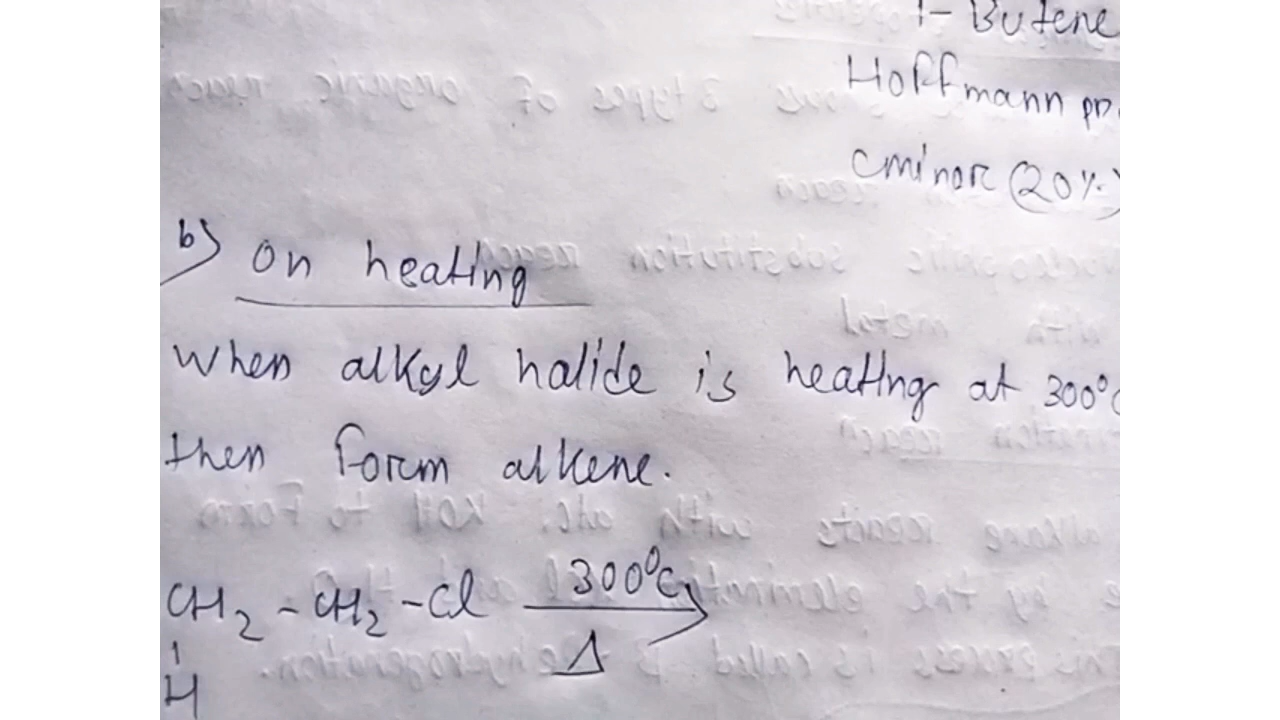 1- Butene
Hoffmann
Cminor (20%)
b) on heating
When alkyl halide is heating at 300°C
then form alkene.
CH2 - CH2 - Cl 300°C
Δ
H